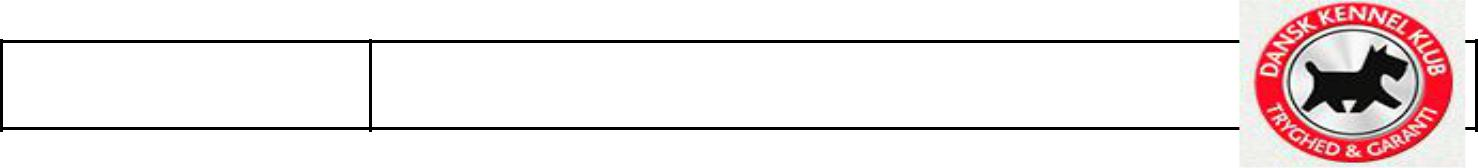 DANSK KENNEL KLUB
TRYGHED & GARANTI